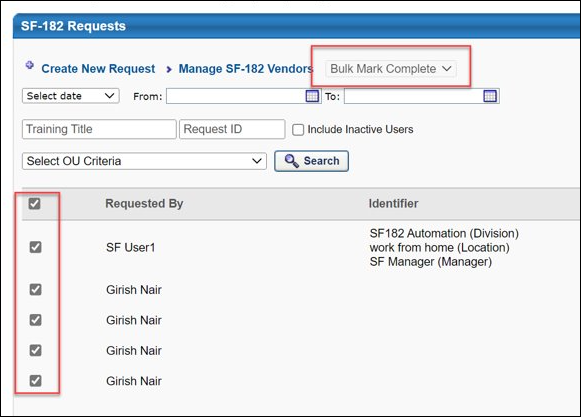 SF-182 Requests
Create New Request Manage SF-182 Vendors Bulk Mark Complete
Select date From: To:
Training Title Request ID Include Inactive Users
Select OU Criteria Search
Requested By Identifier
SF User1
SF182 Automation (Division)
work from home (Location)
SF Manager (Manager)
Girish Nair
Girish Nair
Girish Nair
Girish Nair